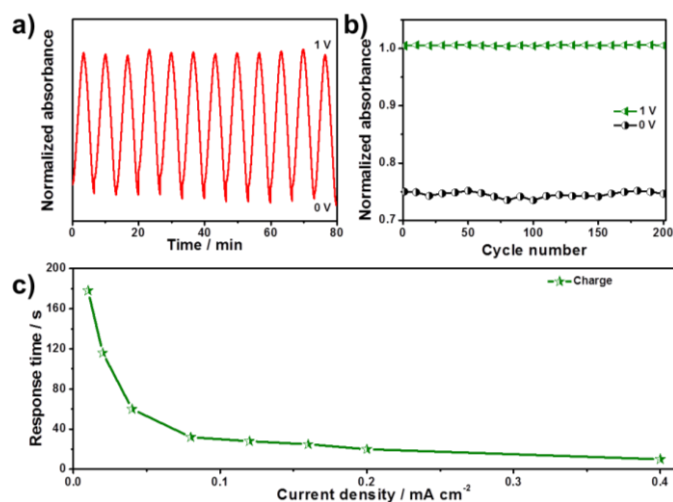 a)
Normalized absorbance
1 V
0 V
0 10 20 30 40 50 60 70 80
Time / min
b)
Normalized absorbance
1.0
0.9
0.8
0.7
1 V
0 V
0 50 100 150 200
Cycle number
c)
Response time / s
200
160
120
80
40
0
Charge
0.0 0.1 0.2 0.3 0.4
Current density / mA cm⁻²